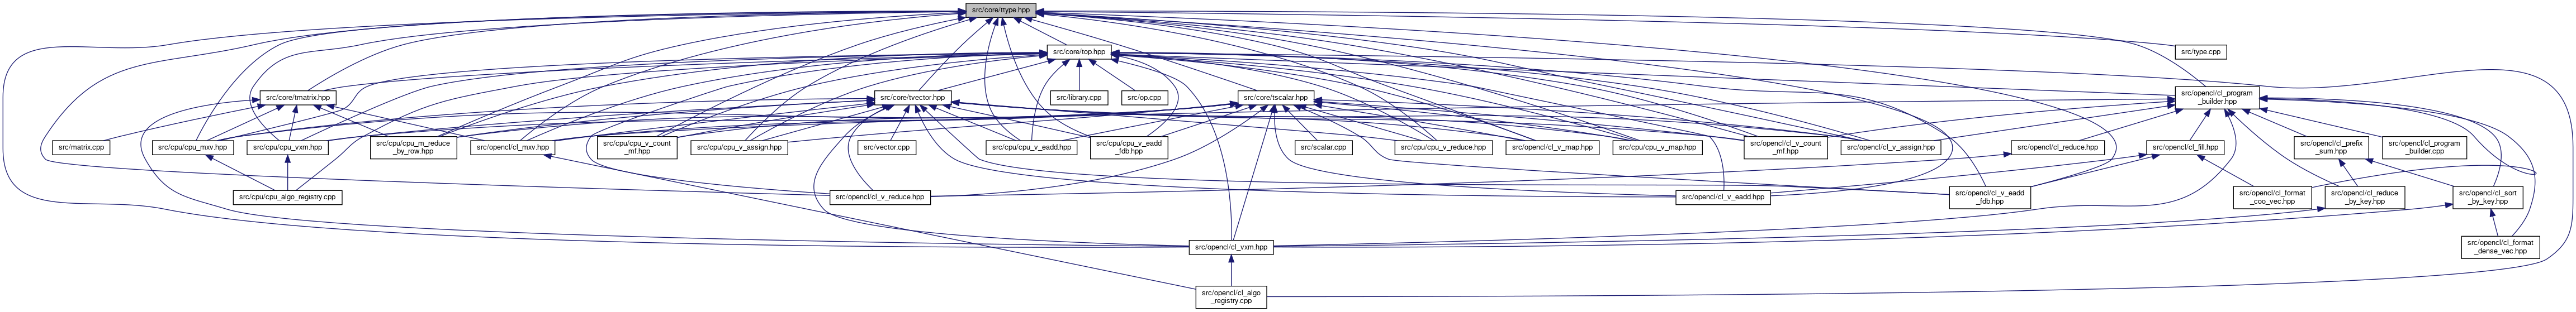 src/core/ttype.hpp
src/core/top.hpp
src/type.cpp
src/core/tmatrix.hpp
src/core/tvector.hpp
src/library.cpp
src/op.cpp
src/core/tscalar.hpp
src/opencl/cl_program
_builder.hpp
src/matrix.cpp
src/cpu/cpu_mxv.hpp
src/cpu/cpu_vxm.hpp
src/cpu/cpu_m_reduce
_by_row.hpp
src/opencl/cl_mxv.hpp
src/cpu/cpu_v_count
_mf.hpp
src/cpu/cpu_v_assign.hpp
src/vector.cpp
src/cpu/cpu_v_eadd.hpp
src/cpu/cpu_v_eadd
_fdb.hpp
src/scalar.cpp
src/cpu/cpu_v_reduce.hpp
src/opencl/cl_v_map.hpp
src/cpu/cpu_v_map.hpp
src/opencl/cl_v_count
_mf.hpp
src/opencl/cl_v_assign.hpp
src/opencl/cl_reduce.hpp
src/opencl/cl_fill.hpp
src/opencl/cl_prefix
_sum.hpp
src/opencl/cl_program
_builder.cpp
src/cpu/cpu_algo_registry.cpp
src/opencl/cl_v_reduce.hpp
src/opencl/cl_v_eadd.hpp
src/opencl/cl_v_eadd
_fdb.hpp
src/opencl/cl_format
_coo_vec.hpp
src/opencl/cl_reduce
_by_key.hpp
src/opencl/cl_sort
_by_key.hpp
src/opencl/cl_vxm.hpp
src/opencl/cl_format
_dense_vec.hpp
src/opencl/cl_algo
_registry.cpp